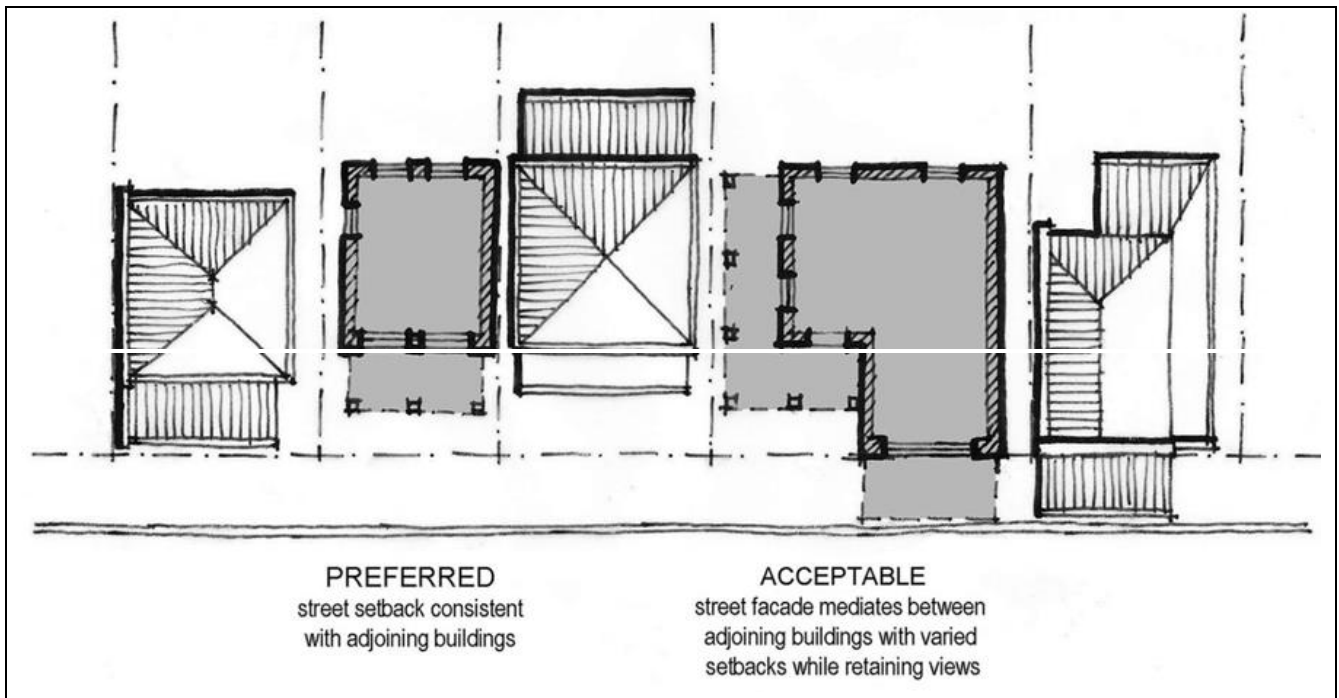 PREFERRED
street setback consistent
with adjoining buildings
ACCEPTABLE
street facade mediates between
adjoining buildings with varied
setbacks while retaining views